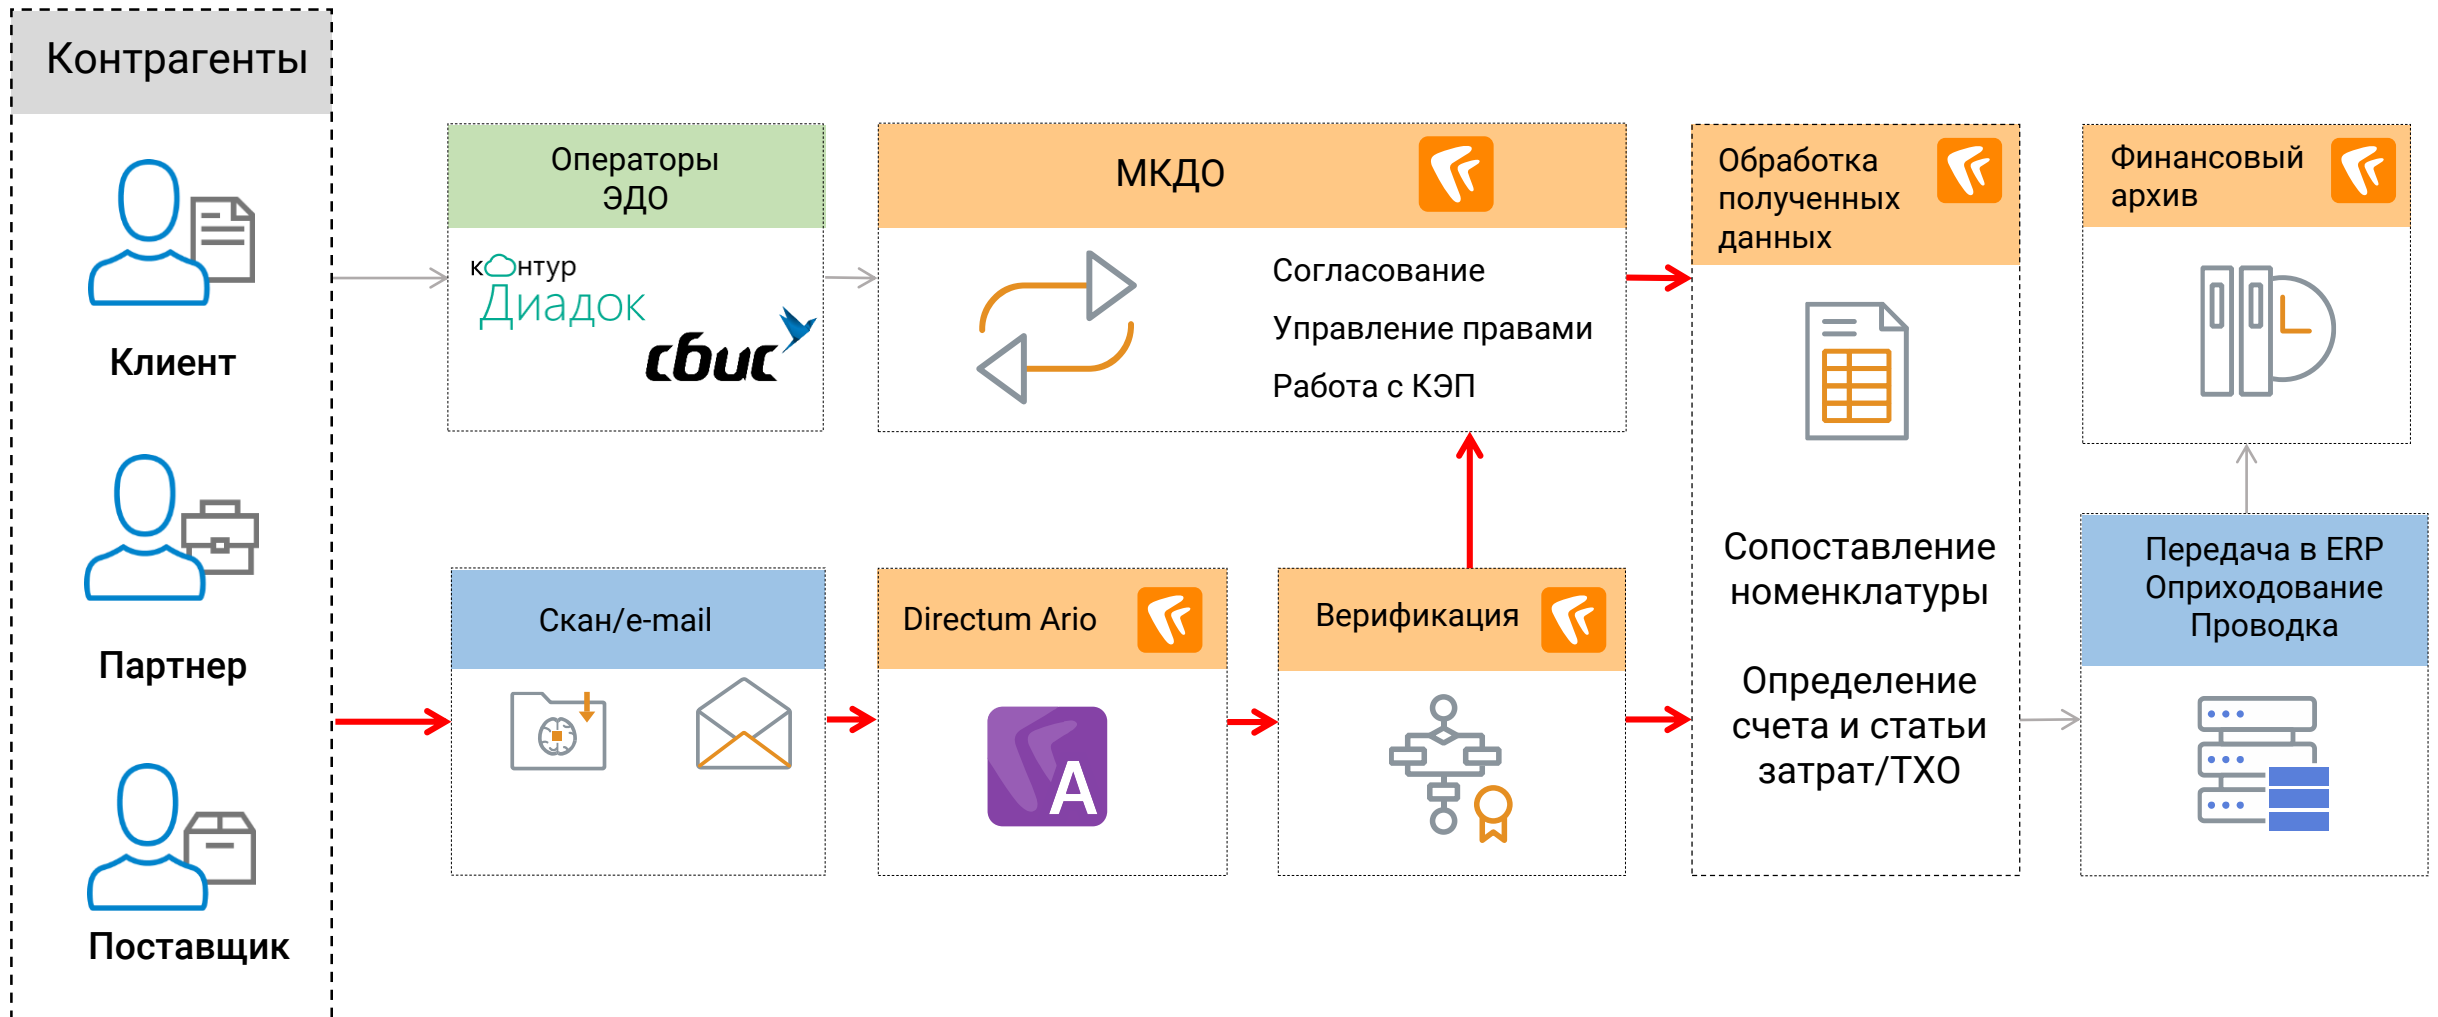 Контрагенты
Клиент
Партнер
Поставщик
Операторы
ЭДО
контур
Диадок
сбис
МКДО
Согласование
Управление правами
Работа с КЭП
Скан/e-mail
Directum Ario
A
Верификация
Обработка
полученных
данных
Сопоставление
номенклатуры
Определение
счета и статьи
затрат/ТХО
Финансовый
архив
Передача в ERP
Оприходование
Проводка